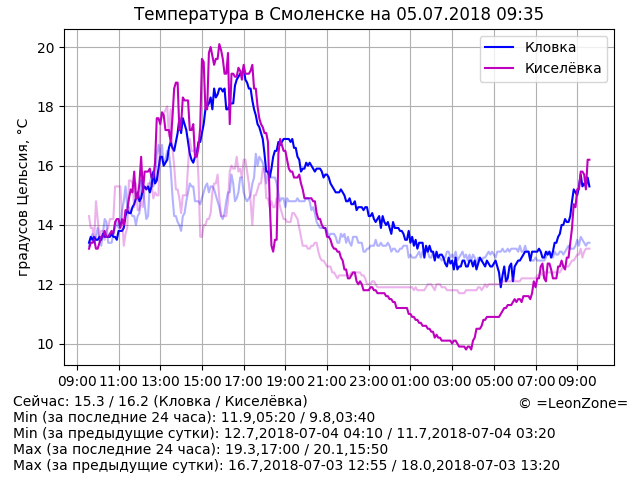 Температура в Смоленске на 05.07.2018 09:35
Кловка
Киселёвка
градусов Цельсия, °C
20
18
16
14
12
10
09:00 11:00 13:00 15:00 17:00 19:00 21:00 23:00 01:00 03:00 05:00 07:00 09:00
Сейчас: 15.3 / 16.2 (Кловка / Киселёвка)
© =LeonZone=
Min (за последние 24 часа): 11.9,05:20 / 9.8,03:40
Min (за предыдущие сутки): 12.7,2018-07-04 04:10 / 11.7,2018-07-04 03:20
Max (за последние 24 часа): 19.3,17:00 / 20.1,15:50
Max (за предыдущие сутки): 16.7,2018-07-03 12:55 / 18.0,2018-07-03 13:20